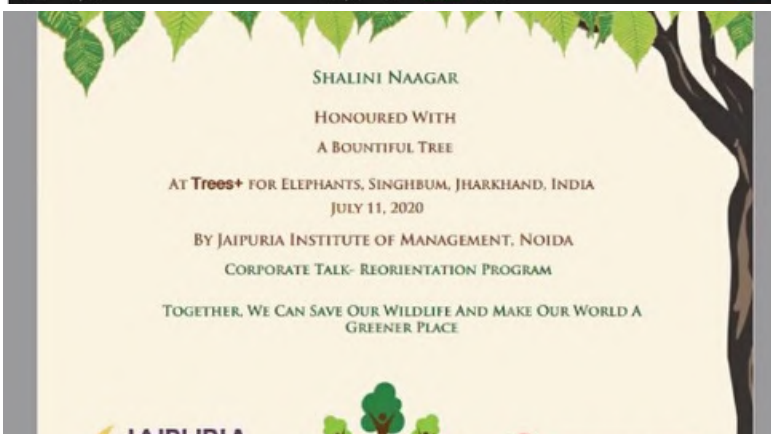 SHALINI NAAGAR
HONOURED WITH
A BOUNTIFUL TREE
AT Trees+ FOR ELEPHANTS, SINGHBUM, JHARKHAND, INDIA
JULY 11, 2020
BY JAIPURIA INSTITUTE OF MANAGEMENT, NOIDA
CORPORATE TALK- REORIENTATION PROGRAM
TOGETHER, WE CAN SAVE OUR WILDLIFE AND MAKE OUR WORLD A
GREENER PLACE
JAIPURIA